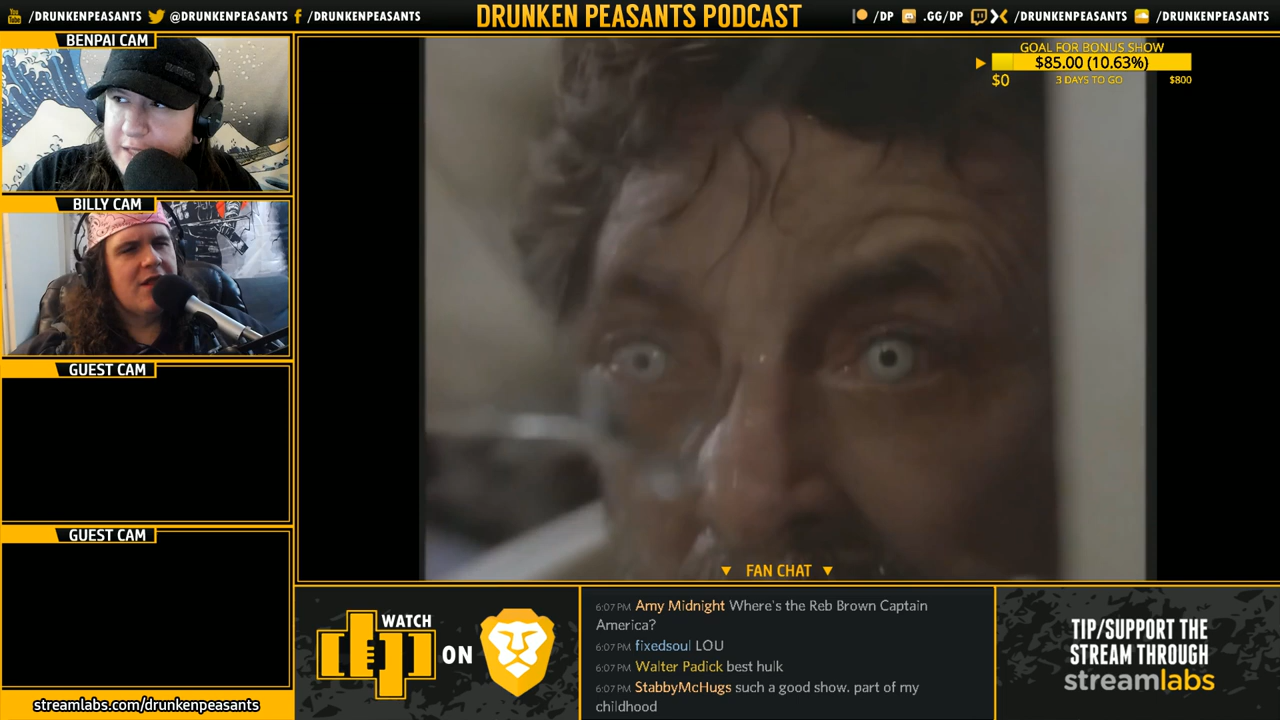 /DRUNKENPEASANTS @DRUNKENPEASANTS /DRUNKENPEASANTS DRUNKEN PEASANTS PODCAST /DP .GG/DP /DRUNKENPEASANTS /DRUNKENPEASANTS
BENPAI CAM
GOAL FOR BONUS SHOW
$85.00 (10.63%)
$0 3 DAYS TO GO $800
BILLY CAM
GUEST CAM
GUEST CAM
FAN CHAT
WATCH
ON
6:07 PM Amy Midnight Where's the Reb Brown Captain
America?
6:07 PM fixedsoul LOU
6:07 PM Walter Padick best hulk
6:07 PM StabbyMcHugs such a good show. part of my
childhood
TIP/SUPPORT THE
STREAM THROUGH
streamlabs
streamlabs.com/drunkenpeasants